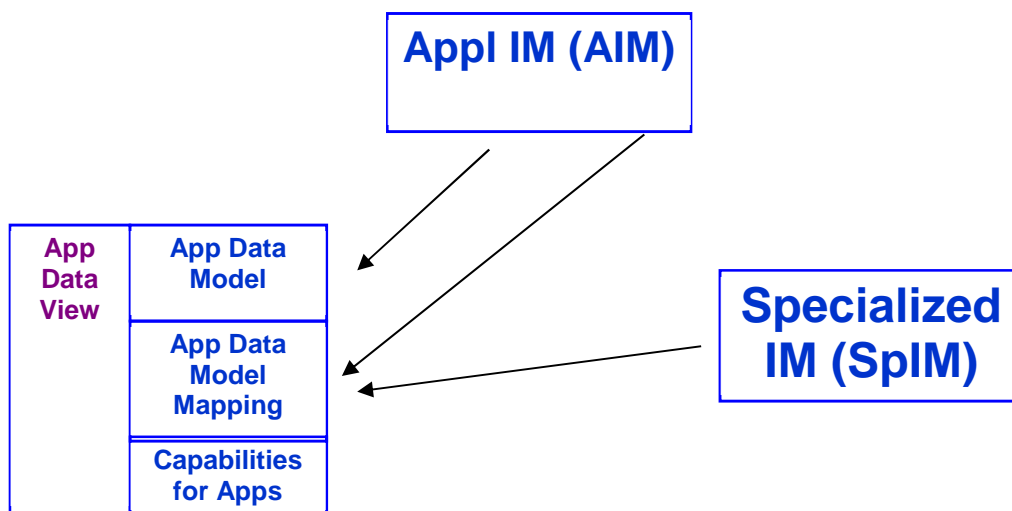 Appl IM (AIM)
App
Data
View
App Data
Model
App Data
Model
Mapping
Capabilities
for Apps
Specialized
IM (SpIM)